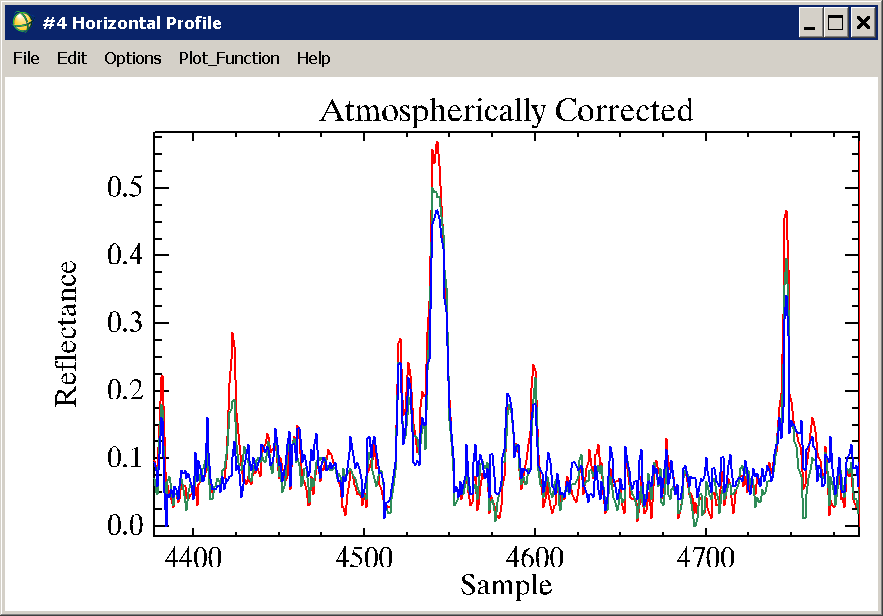 #4 Horizontal Profile
File Edit Options Plot_Function Help
Atmospherically Corrected
0.5
0.4
0.3
0.2
0.1
0.0
Reflectance
4400 4500 4600 4700
Sample